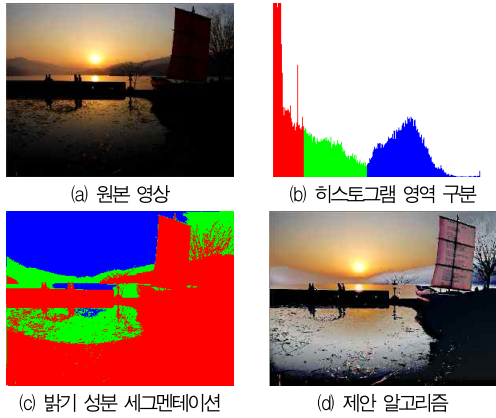 (a) 원본 영상
(b) 히스토그램 영역 구분
(c) 밝기 성분 세그멘테이션
(d) 제안 알고리즘